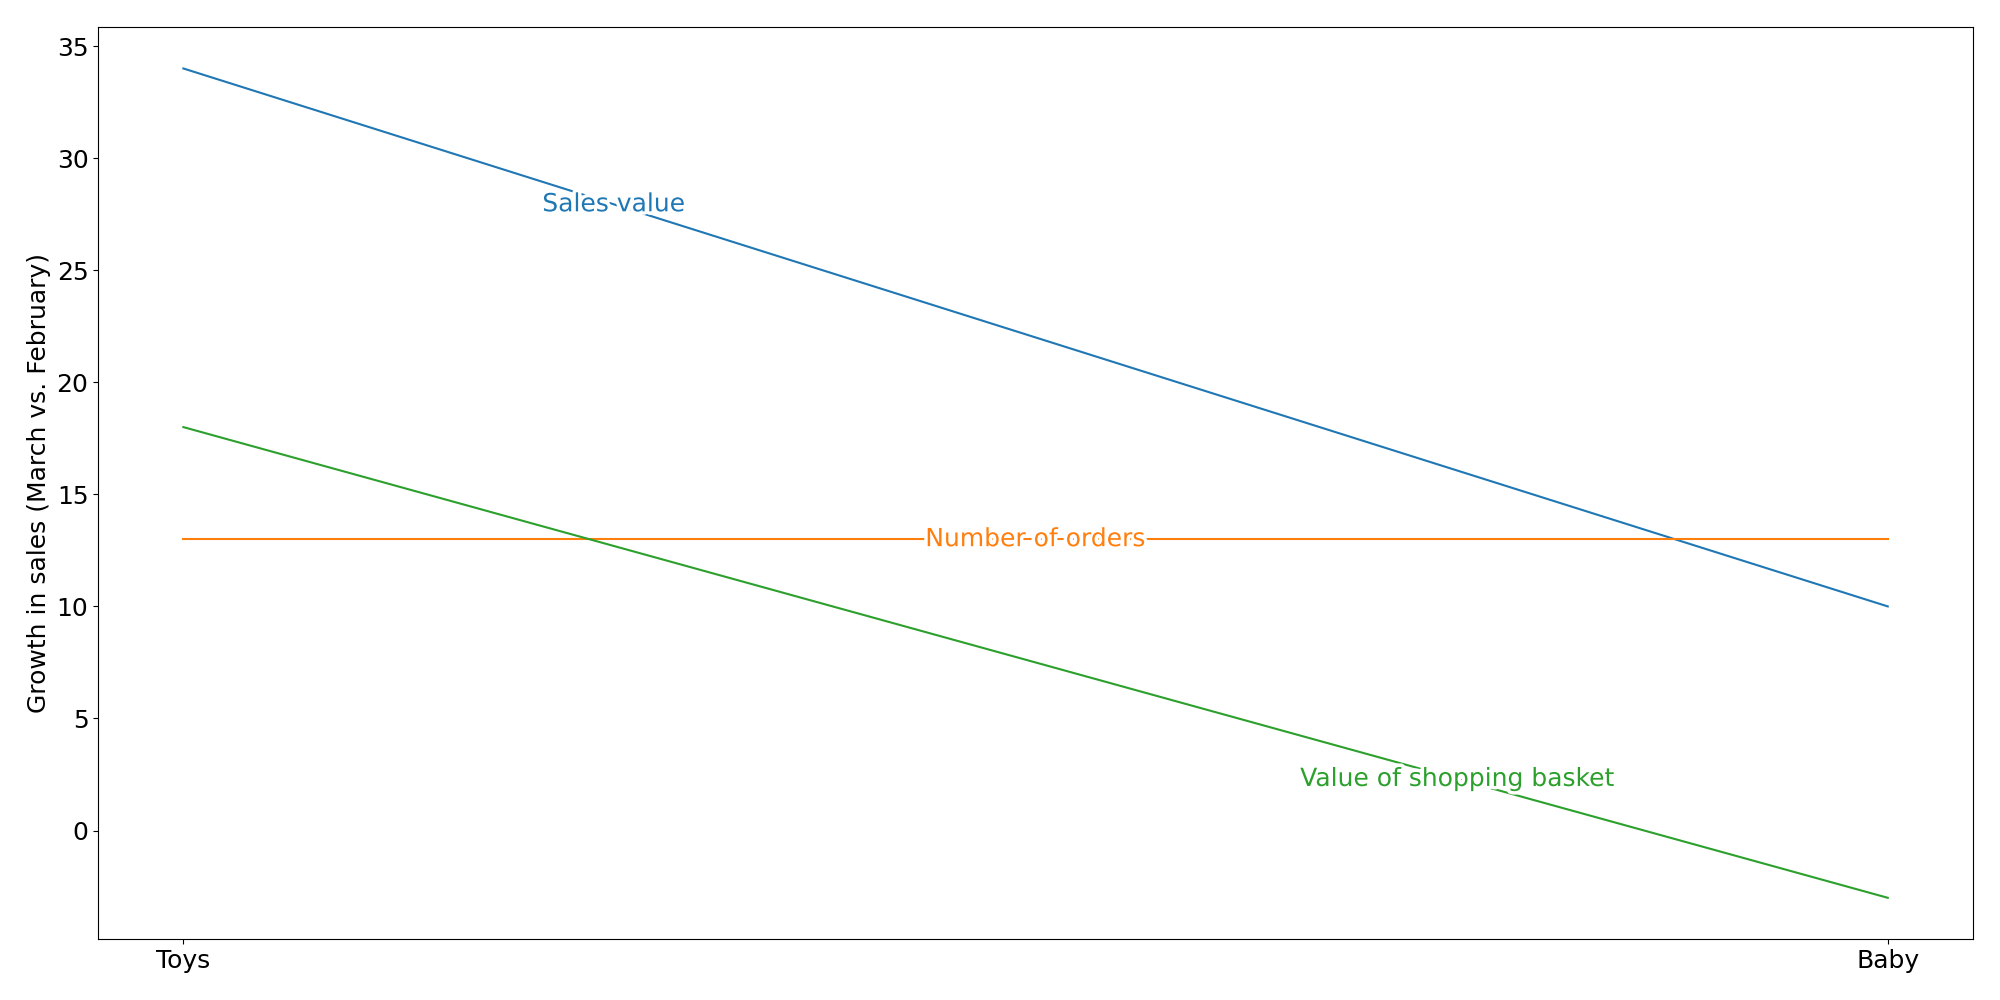 Growth in sales (March vs. February)
35
30
25
20
15
10
5
0
Sales value
Number of orders
Value of shopping basket
Toys
Baby